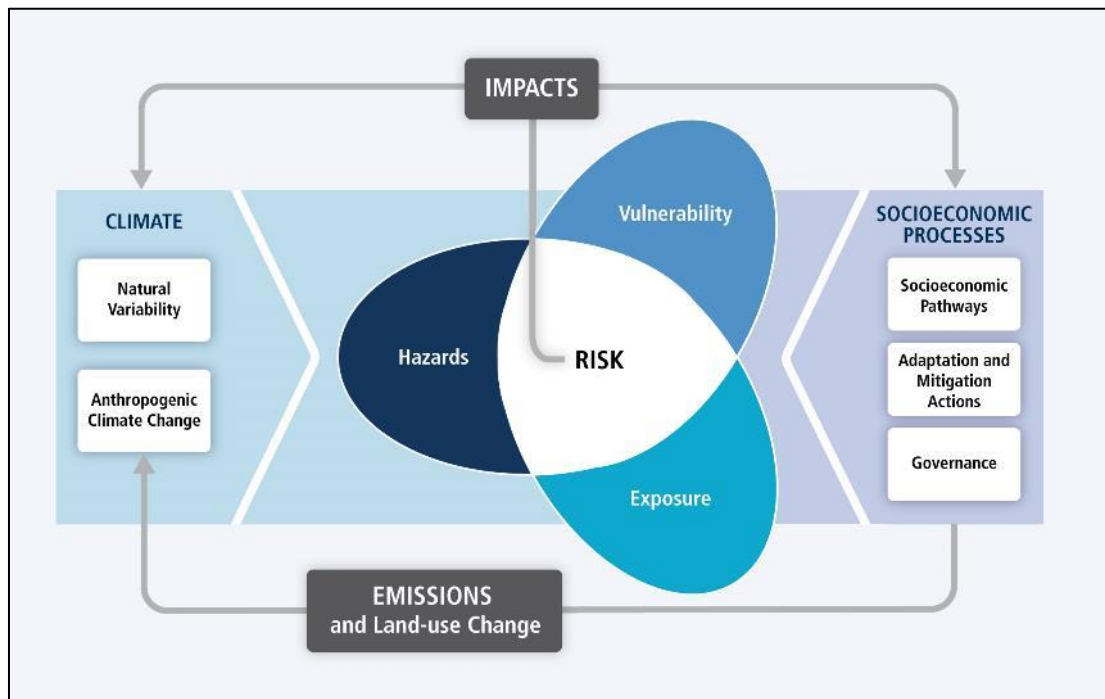 IMPACTS
CLIMATE
Natural
Variability
Anthropogenic
Climate Change
Hazards
Vulnerability
RISK
Exposure
SOCIOECONOMIC
PROCESSES
Socioeconomic
Pathways
Adaptation and
Mitigation
Actions
Governance
EMISSIONS
and Land-use Change